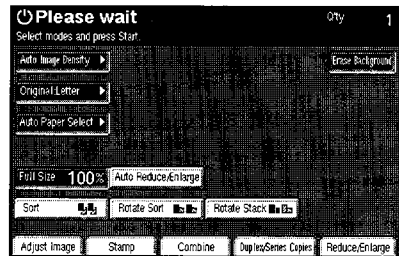 Please wait
Q'ty 1
Select modes and press Start.
Auto Image Density
Erase Background
Original:Letter
Auto Paper Select
Full Size 100%
Auto Reduce/Enlarge
Sort
Rotate Sort
Rotate Stack
Adjust Image
Stamp
Combine
Duplex/Series Copies
Reduce/Enlarge